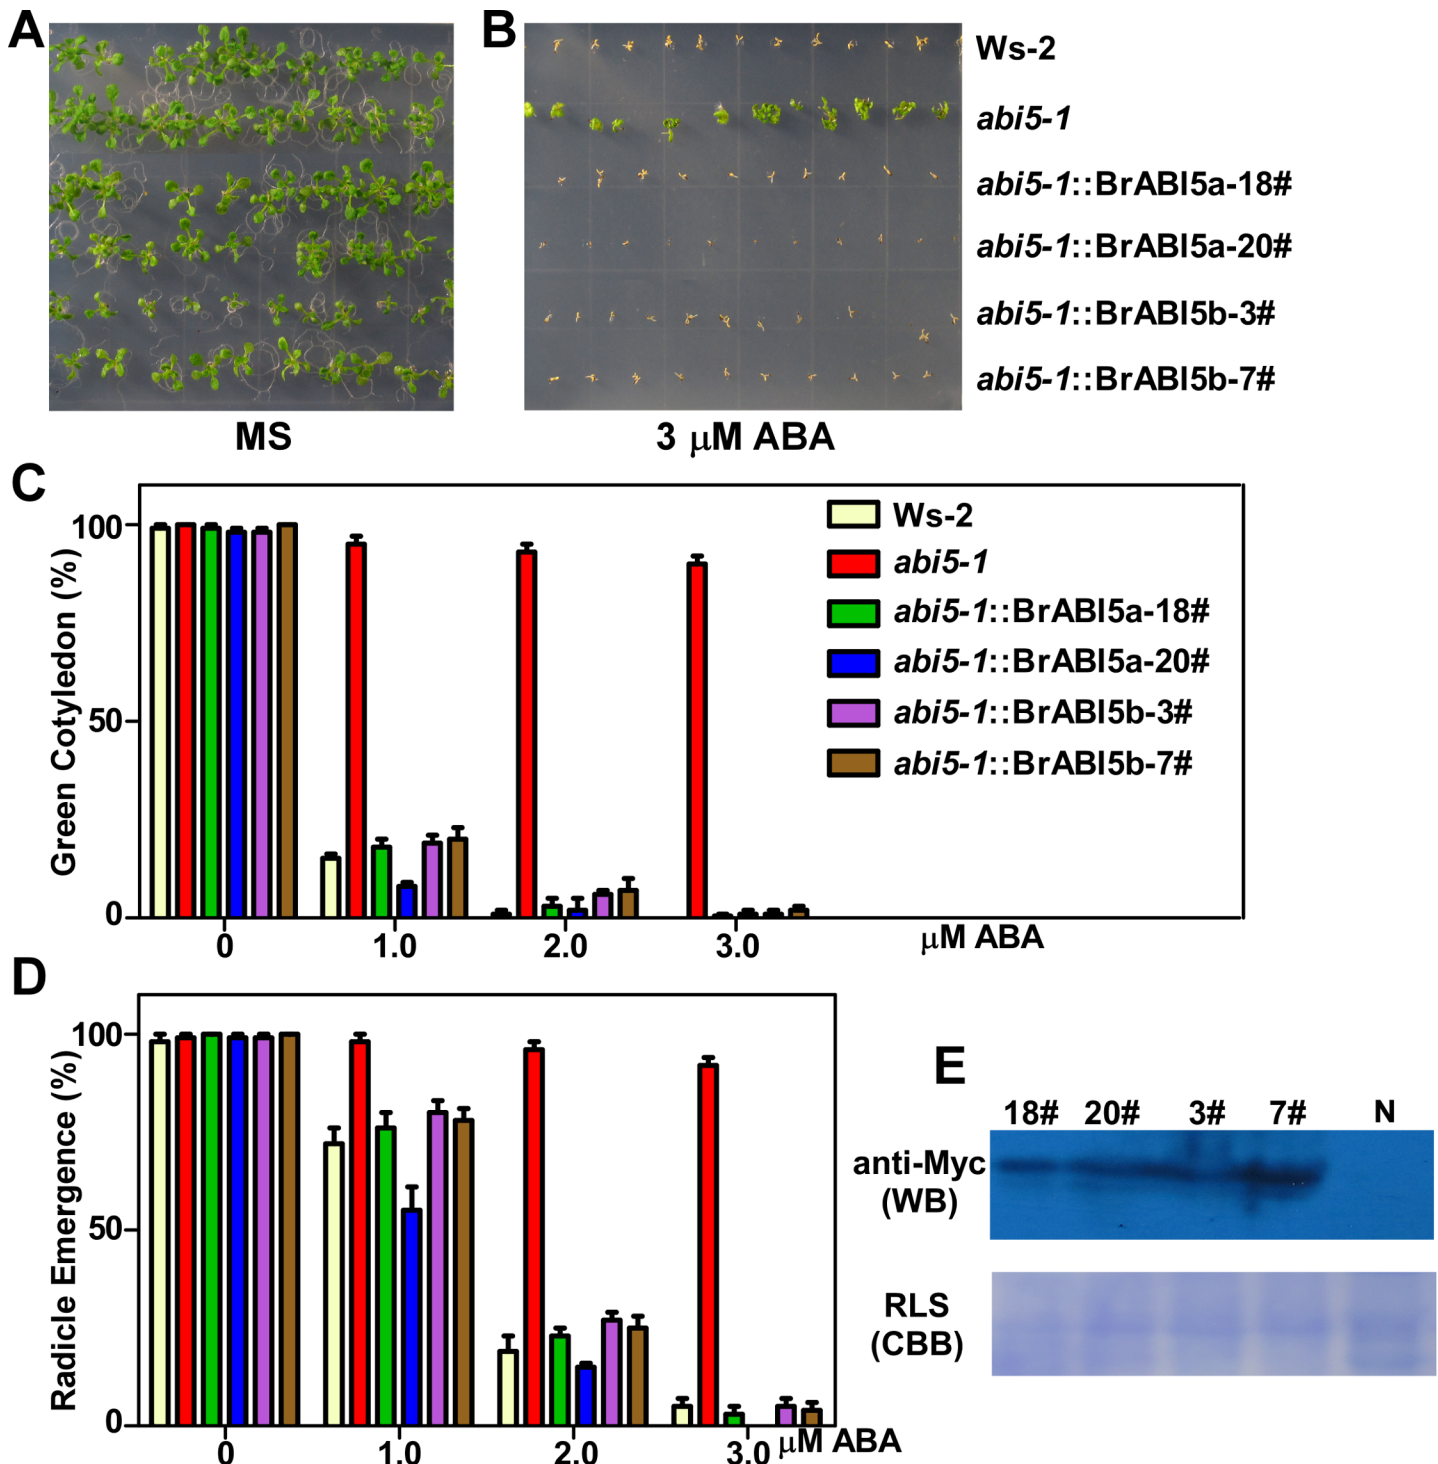 A
B
Ws-2
abi5-1
abi5-1::BrABI5a-18#
abi5-1::BrABI5a-20#
abi5-1::BrABI5b-3#
abi5-1::BrABI5b-7#
MS
3 μM ABA
C
Green Cotyledon (%)
100
50
0
0 1.0 2.0 3.0 μM ABA
Ws-2
abi5-1
abi5-1::BrABI5a-18#
abi5-1::BrABI5a-20#
abi5-1::BrABI5b-3#
abi5-1::BrABI5b-7#
D
Radicle Emergence (%)
100
50
0
0 1.0 2.0 3.0 μM ABA
E
18# 20# 3# 7# N
anti-Myc
(WB)
RLS
(CBB)